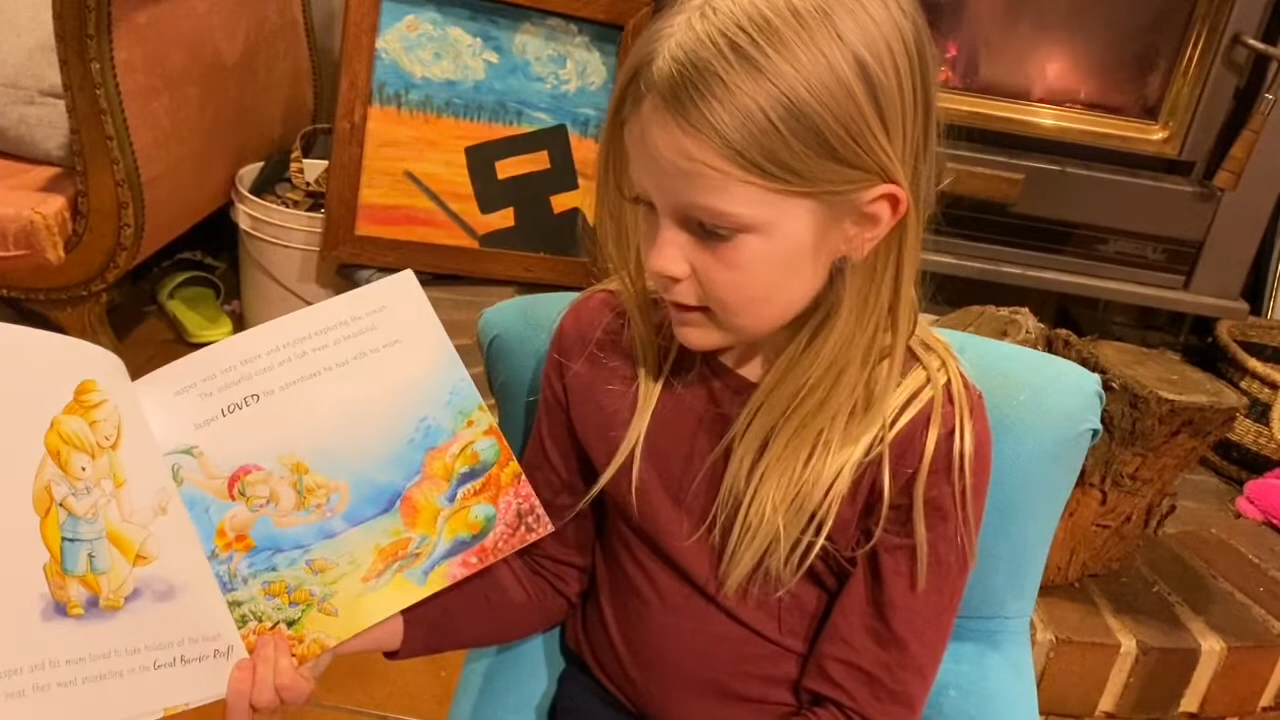 Jasper and his mum loved to take holidays at the beach.
year, they went snorkelling on the Great Barrier Reef!
Jasper was very brave and enjoyed exploring the ocean.
The colourful coral and fish were so beautiful.
Jasper LOVED the adventures he had with his mum.